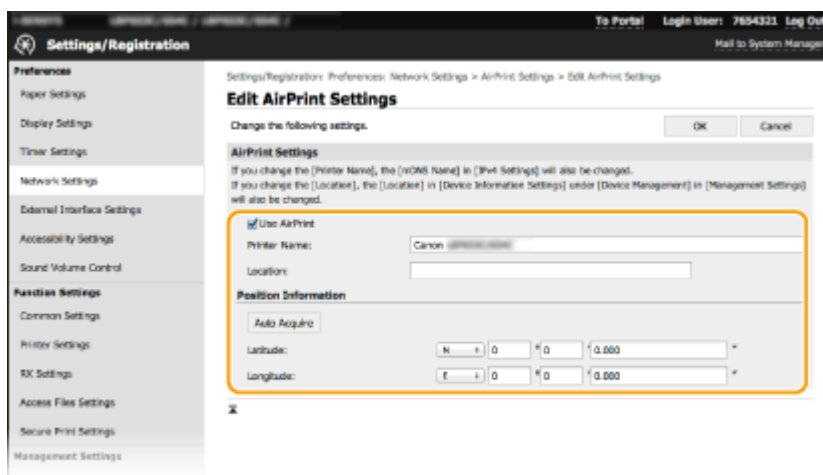 To Portal Login User: 7654321 Log Out
Settings/Registration
Mail to System Manager
Preferences
Paper Settings
Display Settings
Timer Settings
Network Settings
External Interface Settings
Accessibility Settings
Sound Volume Control
Function Settings
Common Settings
Printer Settings
RX Settings
Access Files Settings
Secure Print Settings
Management Settings
Settings/Registration: Preferences: Network Settings > AirPrint Settings > Edit AirPrint Settings
Edit AirPrint Settings
Change the following settings.
OK Cancel
AirPrint Settings
If you change the [Printer Name], the [mDNS Name] in [IPv4 Settings] will also be changed.
If you change the [Location], the [Location] in [Device Information Settings] under [Device Management] in [Management Settings]
will also be changed.
Use AirPrint
Printer Name: Canon
Location:
Position Information
Auto Acquire
Latitude: N 0 ° 0 ' 0.000 "
Longitude: E 0 ° 0 ' 0.000 "